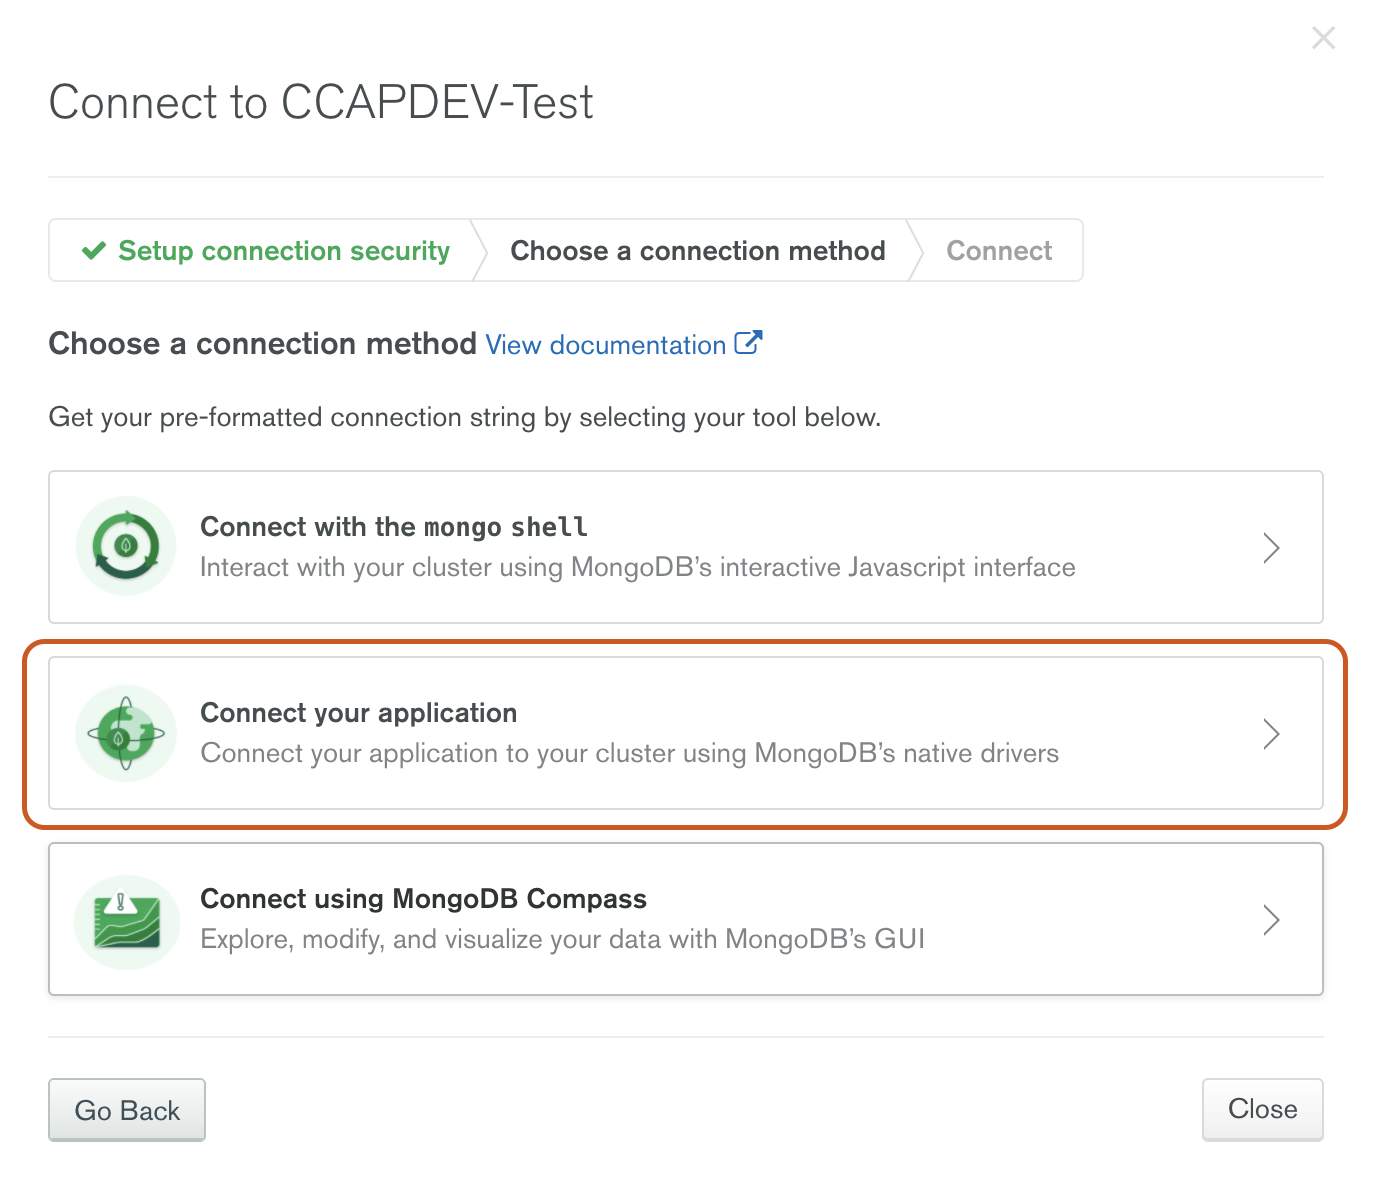 Connect to CCAPDEV-Test
Setup connection security
Choose a connection method
Connect
Choose a connection method View documentation
Get your pre-formatted connection string by selecting your tool below.
Connect with the mongo shell
Interact with your cluster using MongoDB’s interactive Javascript interface
Connect your application
Connect your application to your cluster using MongoDB’s native drivers
Connect using MongoDB Compass
Explore, modify, and visualize your data with MongoDB’s GUI
Go Back
Close